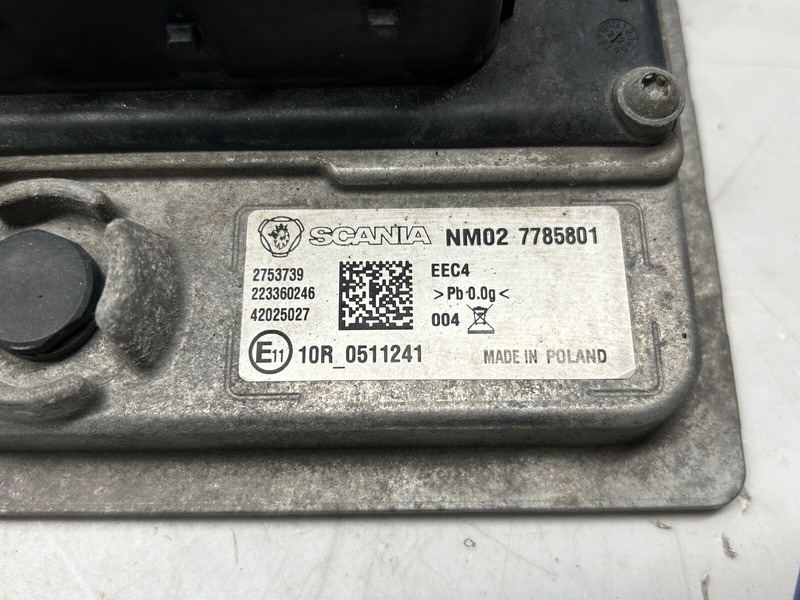 SCANIA NM02 7785801
2753739 EEC4
223360246 >Pb 0.0g<
42025027 004
E11 10R_0511241 MADE IN POLAND